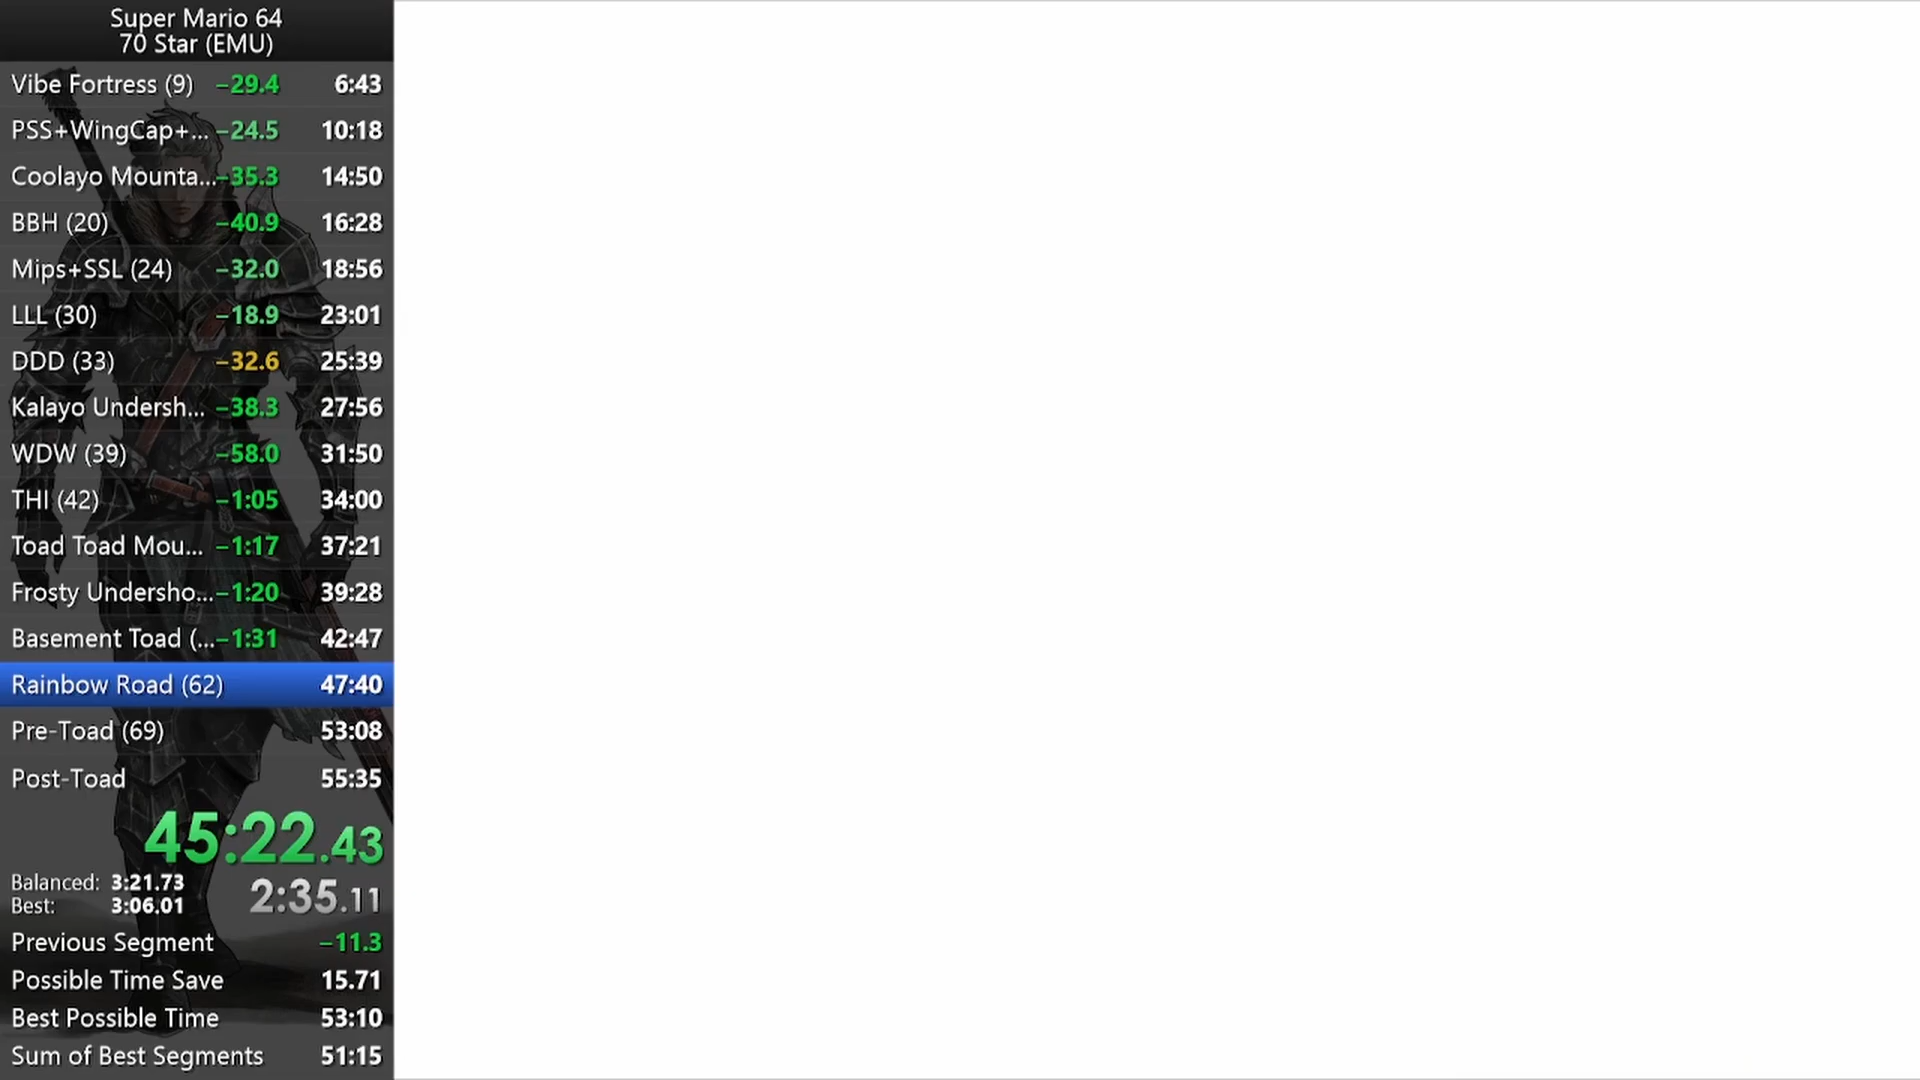 Super Mario 64
70 Star (EMU)
Vibe Fortress (9) −29.4 6:43
PSS+WingCap+... −24.5 10:18
Coolayo Mounta... −35.3 14:50
BBH (20) −40.9 16:28
Mips+SSL (24) −32.0 18:56
LLL (30) −18.9 23:01
DDD (33) −32.6 25:39
Kalayo Undersh... −38.3 27:56
WDW (39) −58.0 31:50
THI (42) −1:05 34:00
Toad Toad Mou... −1:17 37:21
Frosty Undersho... −1:20 39:28
Basement Toad (... −1:31 42:47
Rainbow Road (62) 47:40
Pre-Toad (69) 53:08
Post-Toad 55:35
45:22.43
Balanced: 3:21.73
Best: 3:06.01
2:35.11
Previous Segment −11.3
Possible Time Save 15.71
Best Possible Time 53:10
Sum of Best Segments 51:15